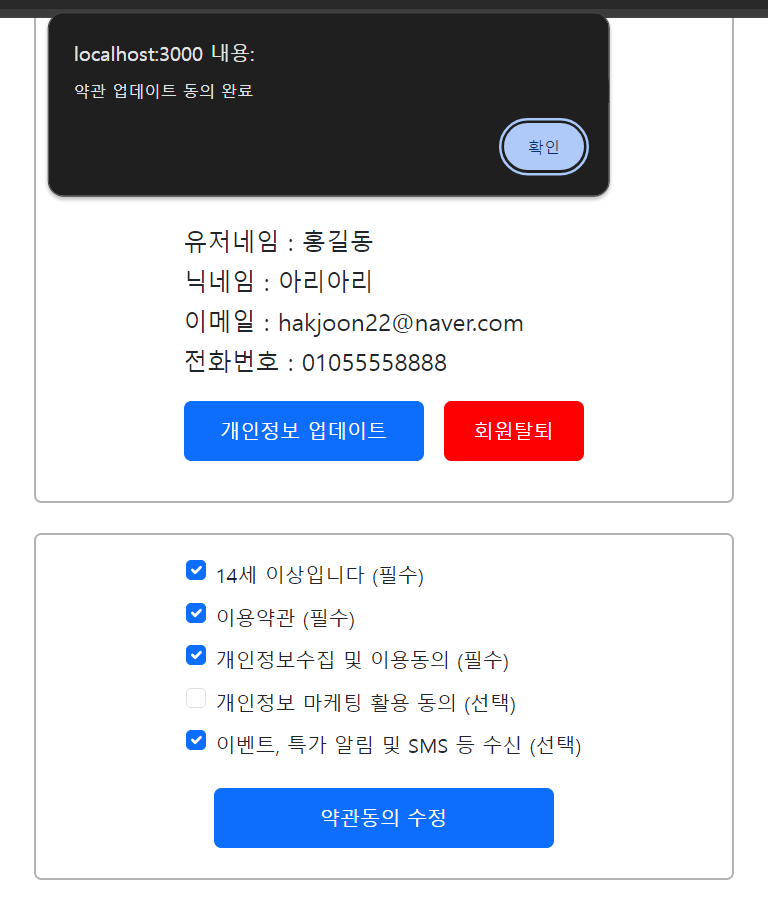 localhost:3000 내용:
약관 업데이트 동의 완료
확인
유저네임 : 홍길동
닉네임 : 아리아리
이메일 : hakjoon22@naver.com
전화번호 : 01055558888
개인정보 업데이트
회원탈퇴
14세 이상입니다 (필수)
이용약관 (필수)
개인정보수집 및 이용동의 (필수)
개인정보 마케팅 활용 동의 (선택)
이벤트, 특가 알림 및 SMS 등 수신 (선택)
약관동의 수정